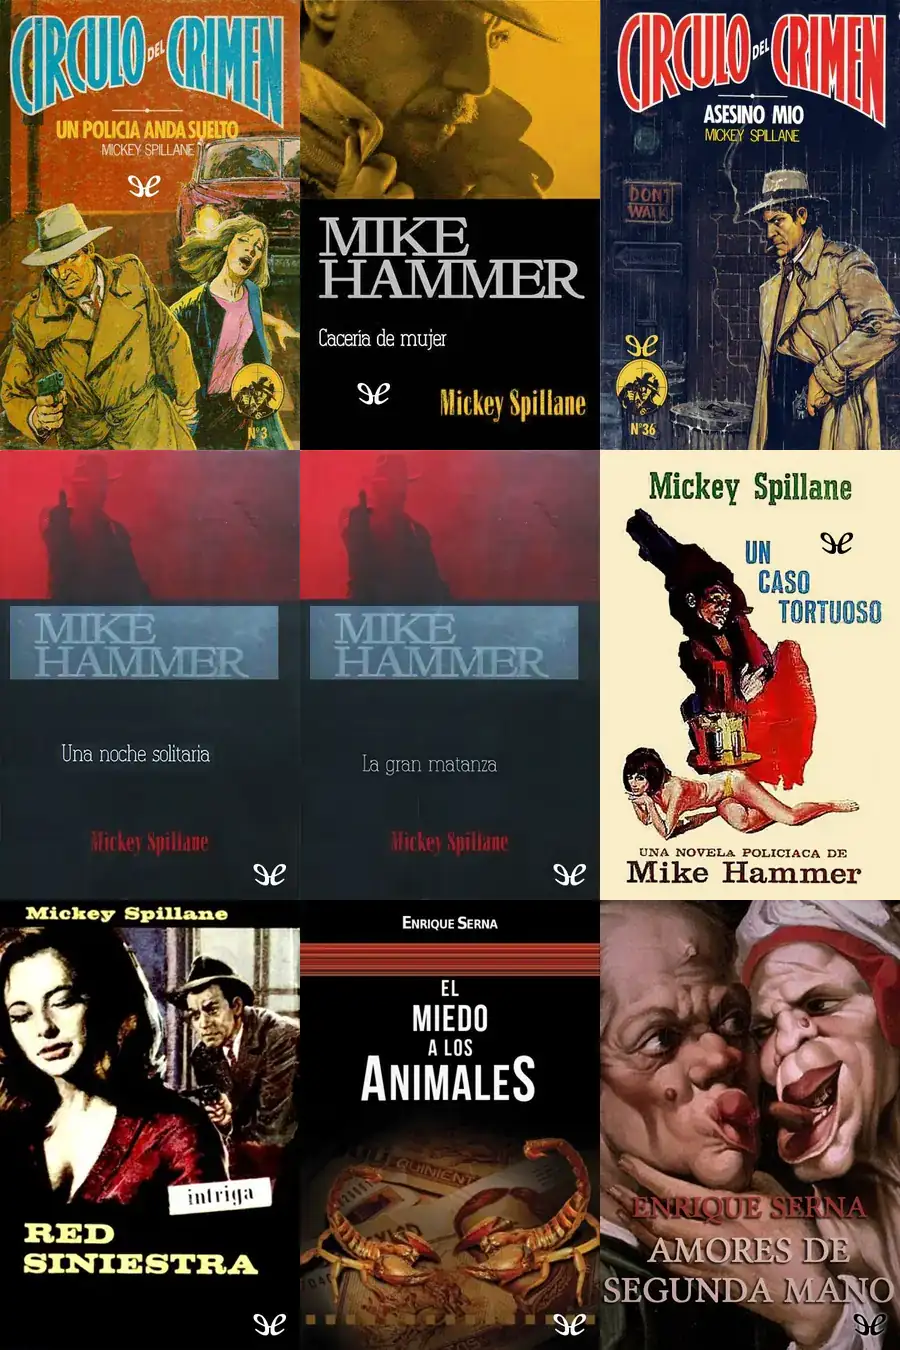 CIRCULO DEL CRIMEN
UN POLICIA ANDA SUELTO
MICKEY SPILLANE
Nº3
MIKE
HAMMER
Cacería de mujer
Mickey Spillane
CIRCULO DEL CRIMEN
ASESINO MIO
MICKEY SPILLANE
DON'T
WALK
Nº36
MIKE
HAMMER
Una noche solitaria
Mickey Spillane
MIKE
HAMMER
La gran matanza
Mickey Spillane
Mickey Spillane
UN
CASO
TORTUOSO
UNA NOVELA POLICIACA DE
Mike Hammer
Mickey Spillane
intriga
RED
SINIESTRA
ENRIQUE SERNA
EL
MIEDO
A LOS
ANIMALES
QUINIENT
ENRIQUE SERNA
AMORES DE
SEGUNDA MANO